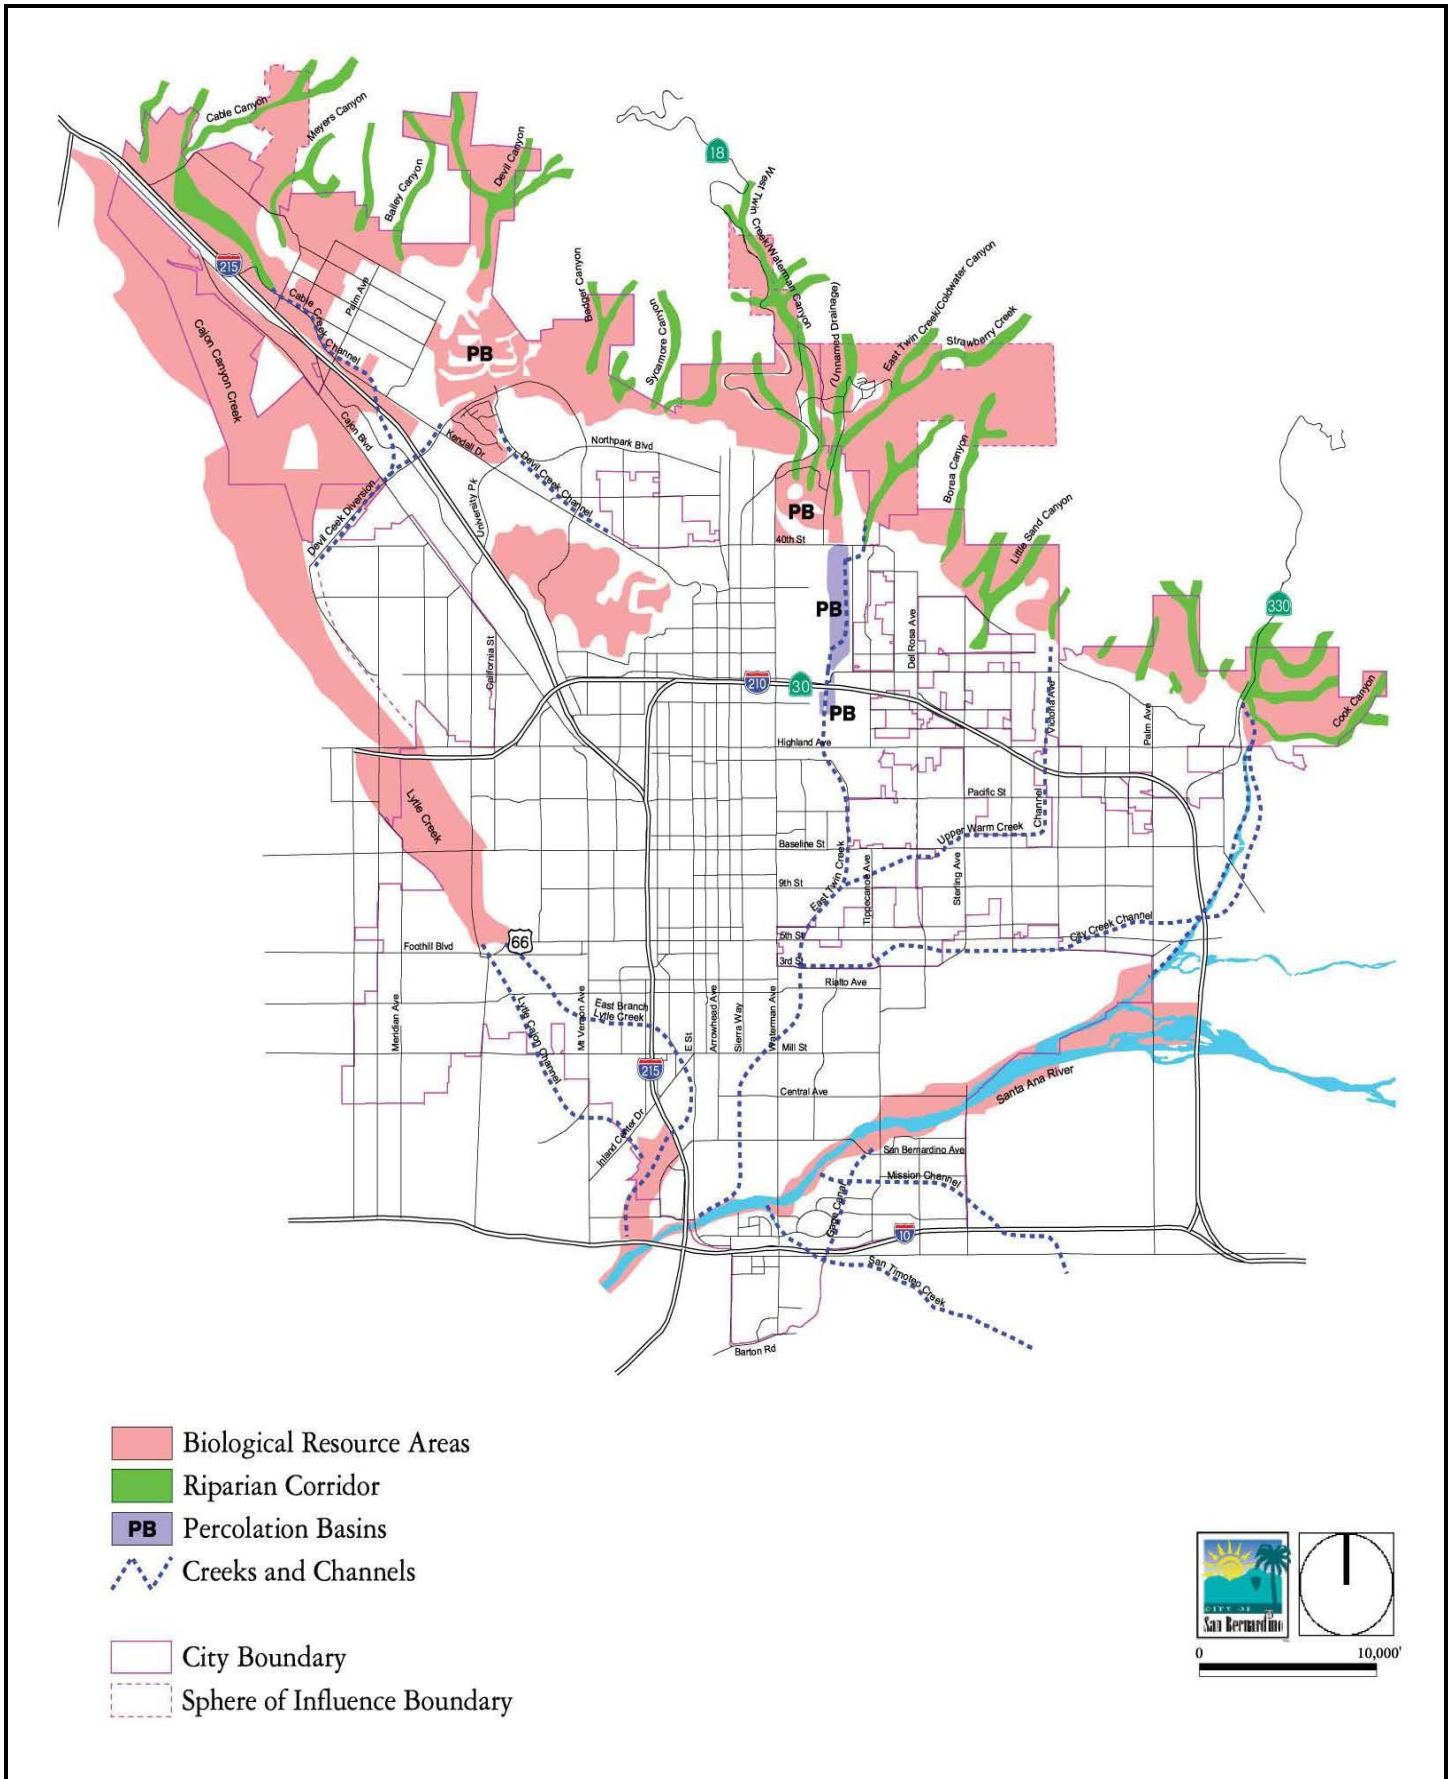 Cable Canyon
Meyers Canyon
Bailey Canyon
Devil Canyon
18
West Twin Creek/Waterman Canyon
215
Cable Creek Channel
Palm Ave
Badger Canyon
Sycamore Canyon
(Unnamed Drainage)
East Twin Creek/Coldwater Canyon
Strawberry Creek
Cajon Canyon Creek
PB
Cajon Blvd
Kendall Dr
Northpark Blvd
Devil Creek Channel
University Pk
Devil Ceek Diversion
Borea Canyon
Little Sand Canyon
PB
40th St
PB
Del Rosa Ave
330
California St
210
30
PB
Victoria Ave
Palm Ave
Cook Canyon
Highland Ave
Lytle Creek
Pacific St
Channel
Upper Warm Creek
Baseline St
East Twin Creek
Tippecanoe Ave
Sterling Ave
9th St
5th St
City Creek Channel
Foothill Blvd
66
3rd St
Rialto Ave
Meridian Ave
Lytle Cajon Channel
Mt Vernon Ave
East Branch
Lytle Creek
E St
Arrowhead Ave
Sierra Way
Waterman Ave
Mill St
215
Santa Ana River
Central Ave
Inland Center Dr
San Bernardino Ave
Mission Channel
Gage Canal
10
San Timoteo Creek
Barton Rd
Biological Resource Areas
Riparian Corridor
PB Percolation Basins
Creeks and Channels
City Boundary
Sphere of Influence Boundary
CITY OF
San Bernardino
0 10,000'